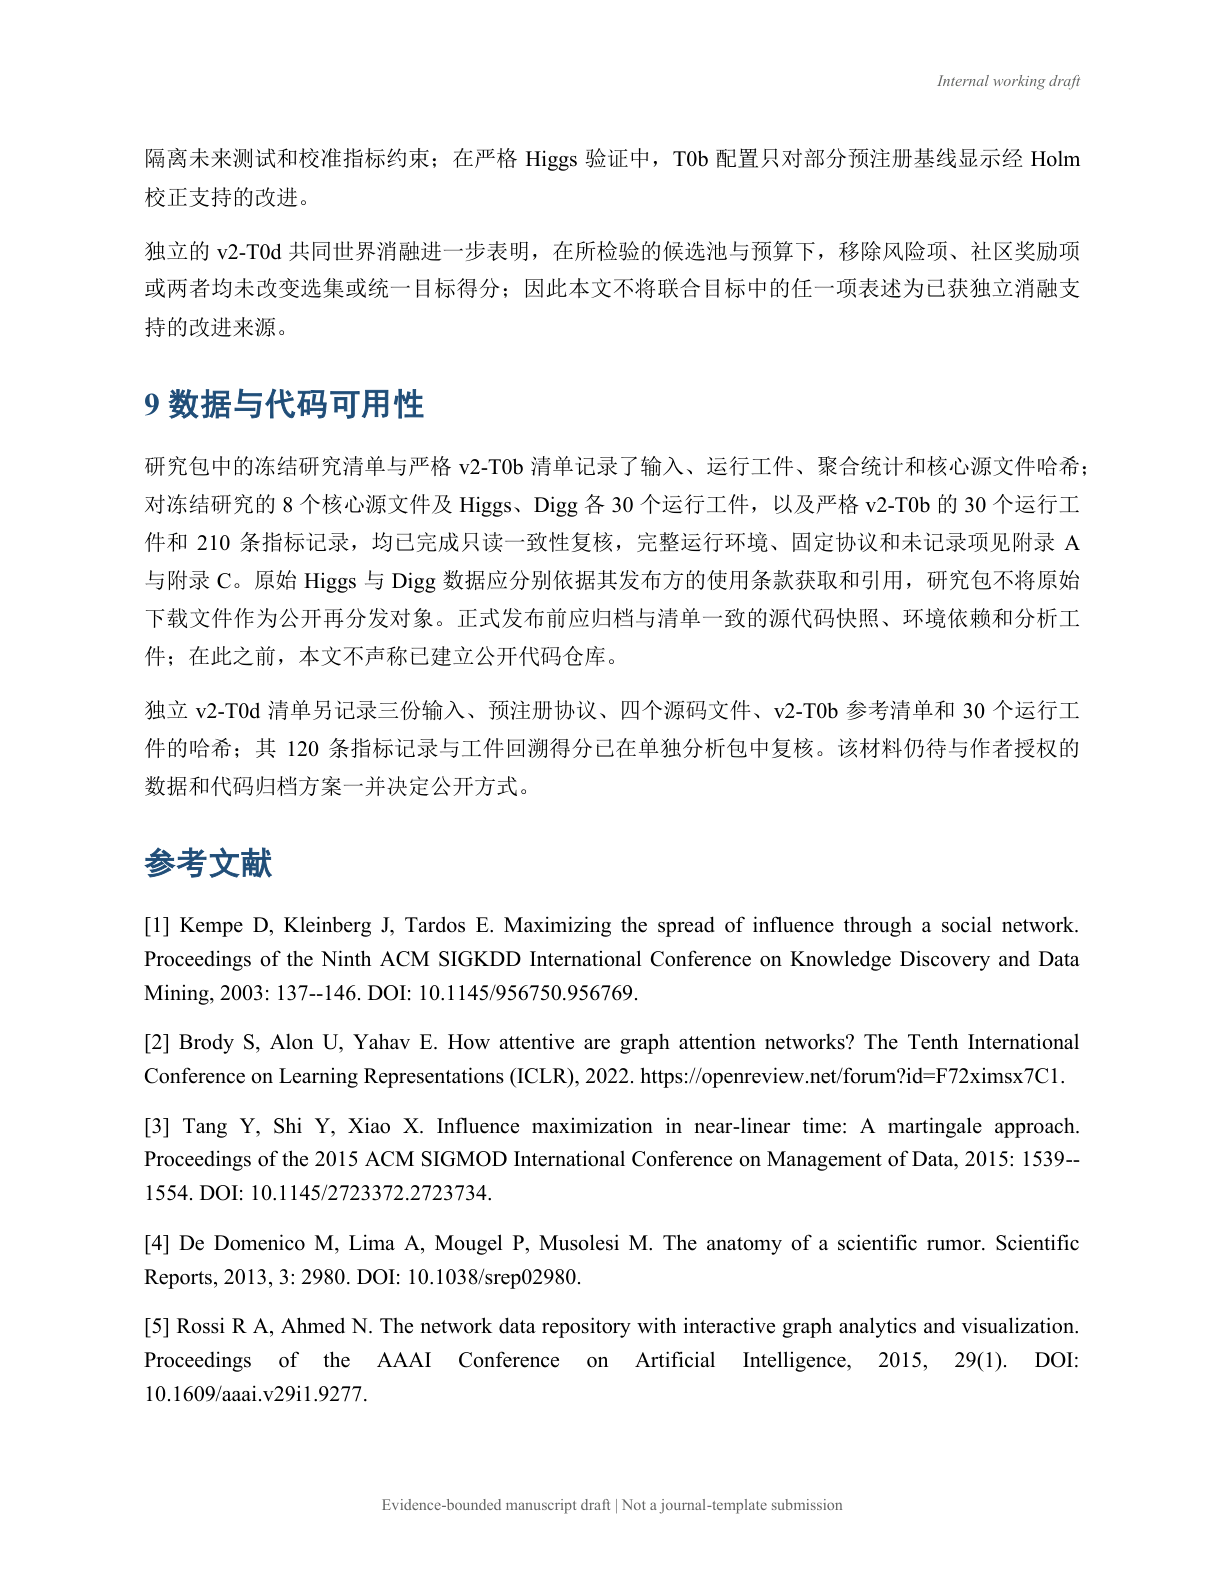 Internal working draft
隔离未来测试和校准指标约束；在严格 Higgs 验证中，T0b 配置只对部分预注册基线显示经 Holm
校正支持的改进。
独立的 v2-T0d 共同世界消融进一步表明，在所检验的候选池与预算下，移除风险项、社区奖励项
或两者均未改变选集或统一目标得分；因此本文不将联合目标中的任一项表述为已获独立消融支
持的改进来源。
9 数据与代码可用性
研究包中的冻结研究清单与严格 v2-T0b 清单记录了输入、运行工件、聚合统计和核心源文件哈希；
对冻结研究的 8 个核心源文件及 Higgs、Digg 各 30 个运行工件，以及严格 v2-T0b 的 30 个运行工
件和 210 条指标记录，均已完成只读一致性复核，完整运行环境、固定协议和未记录项见附录 A
与附录 C。原始 Higgs 与 Digg 数据应分别依据其发布方的使用条款获取和引用，研究包不将原始
下载文件作为公开再分发对象。正式发布前应归档与清单一致的源代码快照、环境依赖和分析工
件；在此之前，本文不声称已建立公开代码仓库。
独立 v2-T0d 清单另记录三份输入、预注册协议、四个源码文件、v2-T0b 参考清单和 30 个运行工
件的哈希；其 120 条指标记录与工件回溯得分已在单独分析包中复核。该材料仍待与作者授权的
数据和代码归档方案一并决定公开方式。
参考文献
[1] Kempe D, Kleinberg J, Tardos E. Maximizing the spread of influence through a social network.
Proceedings of the Ninth ACM SIGKDD International Conference on Knowledge Discovery and Data
Mining, 2003: 137--146. DOI: 10.1145/956750.956769.
[2] Brody S, Alon U, Yahav E. How attentive are graph attention networks? The Tenth International
Conference on Learning Representations (ICLR), 2022. https://openreview.net/forum?id=F72ximsx7C1.
[3] Tang Y, Shi Y, Xiao X. Influence maximization in near-linear time: A martingale approach.
Proceedings of the 2015 ACM SIGMOD International Conference on Management of Data, 2015: 1539--
1554. DOI: 10.1145/2723372.2723734.
[4] De Domenico M, Lima A, Mougel P, Musolesi M. The anatomy of a scientific rumor. Scientific
Reports, 2013, 3: 2980. DOI: 10.1038/srep02980.
[5] Rossi R A, Ahmed N. The network data repository with interactive graph analytics and visualization.
Proceedings of the AAAI Conference on Artificial Intelligence, 2015, 29(1). DOI:
10.1609/aaai.v29i1.9277.
Evidence-bounded manuscript draft | Not a journal-template submission